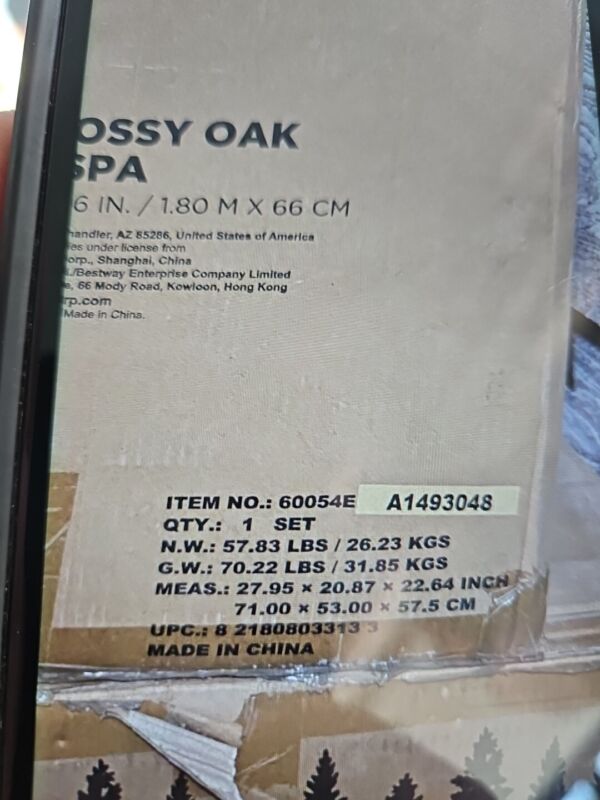 OSSY OAK
SPA
6 IN. / 1.80 M X 66 CM
handler, AZ 85286, United States of America
ies under license from
orp., Shanghai, China
./Bestway Enterprise Company Limited
e, 66 Mody Road, Kowloon, Hong Kong
rp.com
Made in China.
ITEM NO.: 60054E A1493048
QTY.: 1 SET
N.W.: 57.83 LBS / 26.23 KGS
G.W.: 70.22 LBS / 31.85 KGS
MEAS.: 27.95 × 20.87 × 22.64 INCH
71.00 × 53.00 × 57.5 CM
UPC.: 8 2180803313 3
MADE IN CHINA